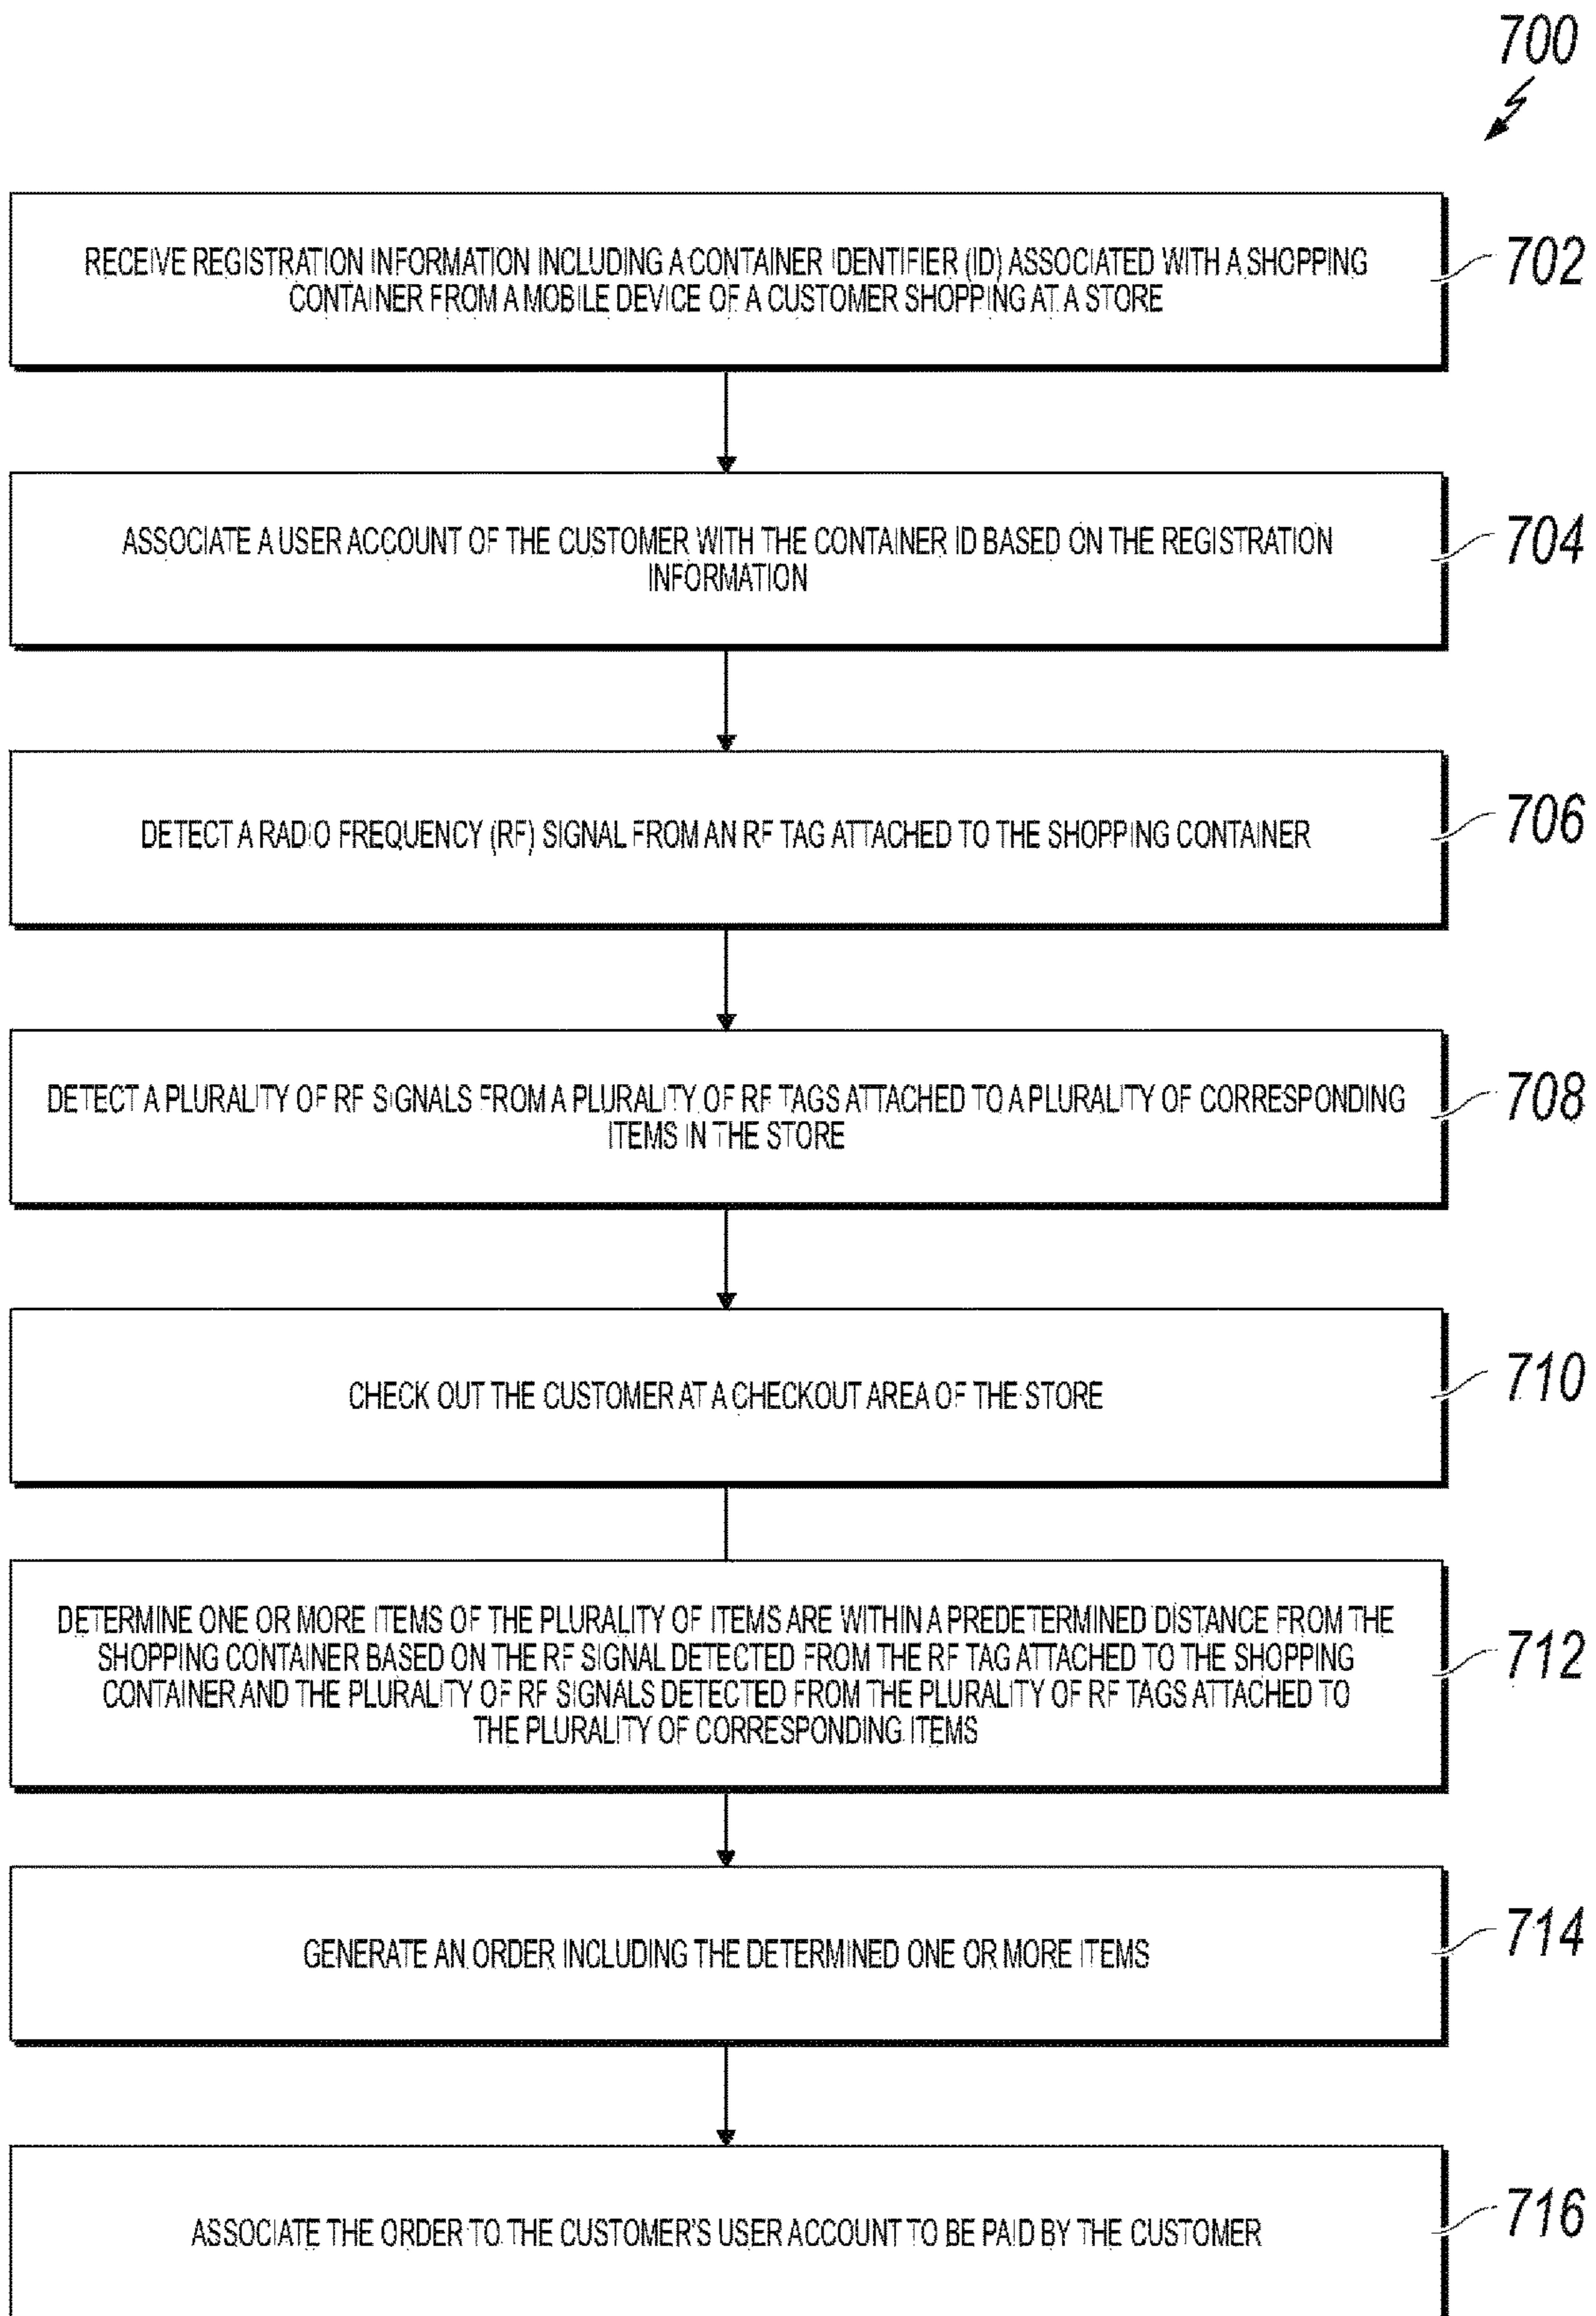 700
RECEIVE REGISTRATION INFORMATION INCLUDING A CONTAINER IDENTIFIER (ID) ASSOCIATED WITH A SHOPPING
CONTAINER FROM A MOBILE DEVICE OF A CUSTOMER SHOPPING AT A STORE
702
ASSOCIATE A USER ACCOUNT OF THE CUSTOMER WITH THE CONTAINER ID BASED ON THE REGISTRATION
INFORMATION
704
DETECT A RADIO FREQUENCY (RF) SIGNAL FROM AN RF TAG ATTACHED TO THE SHOPPING CONTAINER
706
DETECT A PLURALITY OF RF SIGNALS FROM A PLURALITY OF RF TAGS ATTACHED TO A PLURALITY OF CORRESPONDING
ITEMS IN THE STORE
708
CHECK OUT THE CUSTOMER AT A CHECKOUT AREA OF THE STORE
710
DETERMINE ONE OR MORE ITEMS OF THE PLURALITY OF ITEMS ARE WITHIN A PREDETERMINED DISTANCE FROM THE
SHOPPING CONTAINER BASED ON THE RF SIGNAL DETECTED FROM THE RF TAG ATTACHED TO THE SHOPPING
CONTAINER AND THE PLURALITY OF RF SIGNALS DETECTED FROM THE PLURALITY OF RF TAGS ATTACHED TO
THE PLURALITY OF CORRESPONDING ITEMS
712
GENERATE AN ORDER INCLUDING THE DETERMINED ONE OR MORE ITEMS
714
ASSOCIATE THE ORDER TO THE CUSTOMER'S USER ACCOUNT TO BE PAID BY THE CUSTOMER
716